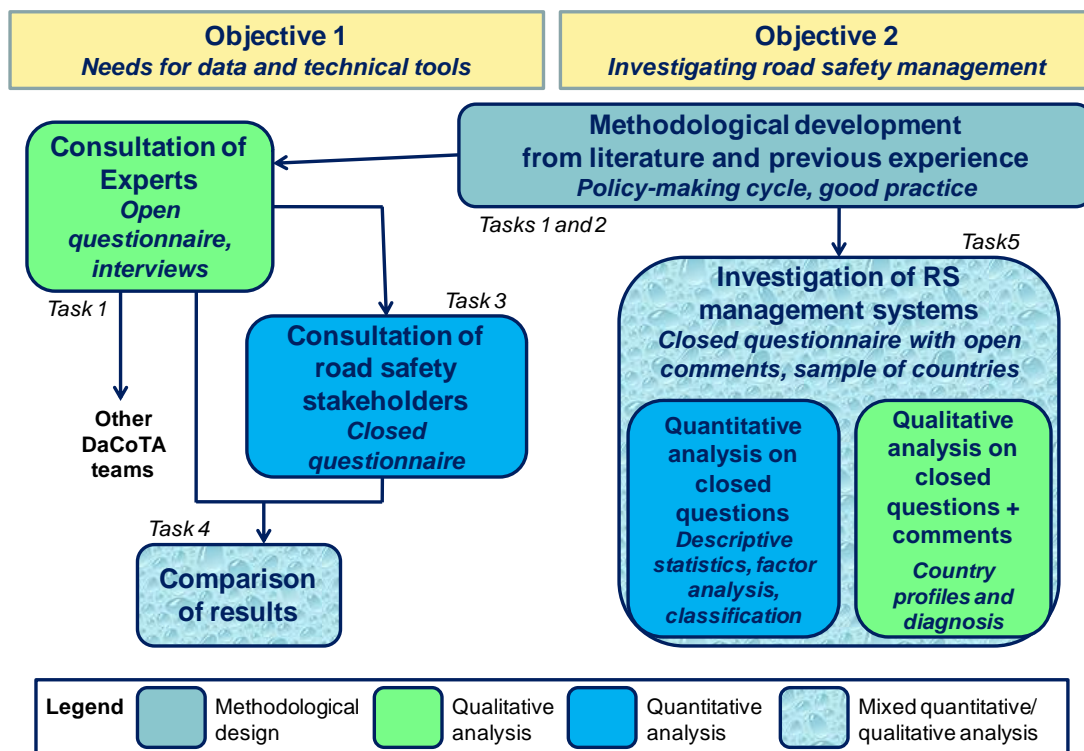 Objective 1
Needs for data and technical tools
Objective 2
Investigating road safety management
Consultation of
Experts
Open
questionnaire,
interviews
Task 1
Methodological development
from literature and previous experience
Policy-making cycle, good practice
Tasks 1 and 2
Task 3
Consultation of
road safety
stakeholders
Closed
questionnaire
Other
DaCoTA
teams
Task 4
Comparison
of results
Task5
Investigation of RS
management systems
Closed questionnaire with open
comments, sample of countries
Quantitative
analysis on
closed
questions
Descriptive
statistics, factor
analysis,
classification
Qualitative
analysis on
closed
questions +
comments
Country
profiles and
diagnosis
Legend
Methodological
design
Qualitative
analysis
Quantitative
analysis
Mixed quantitative/
qualitative analysis